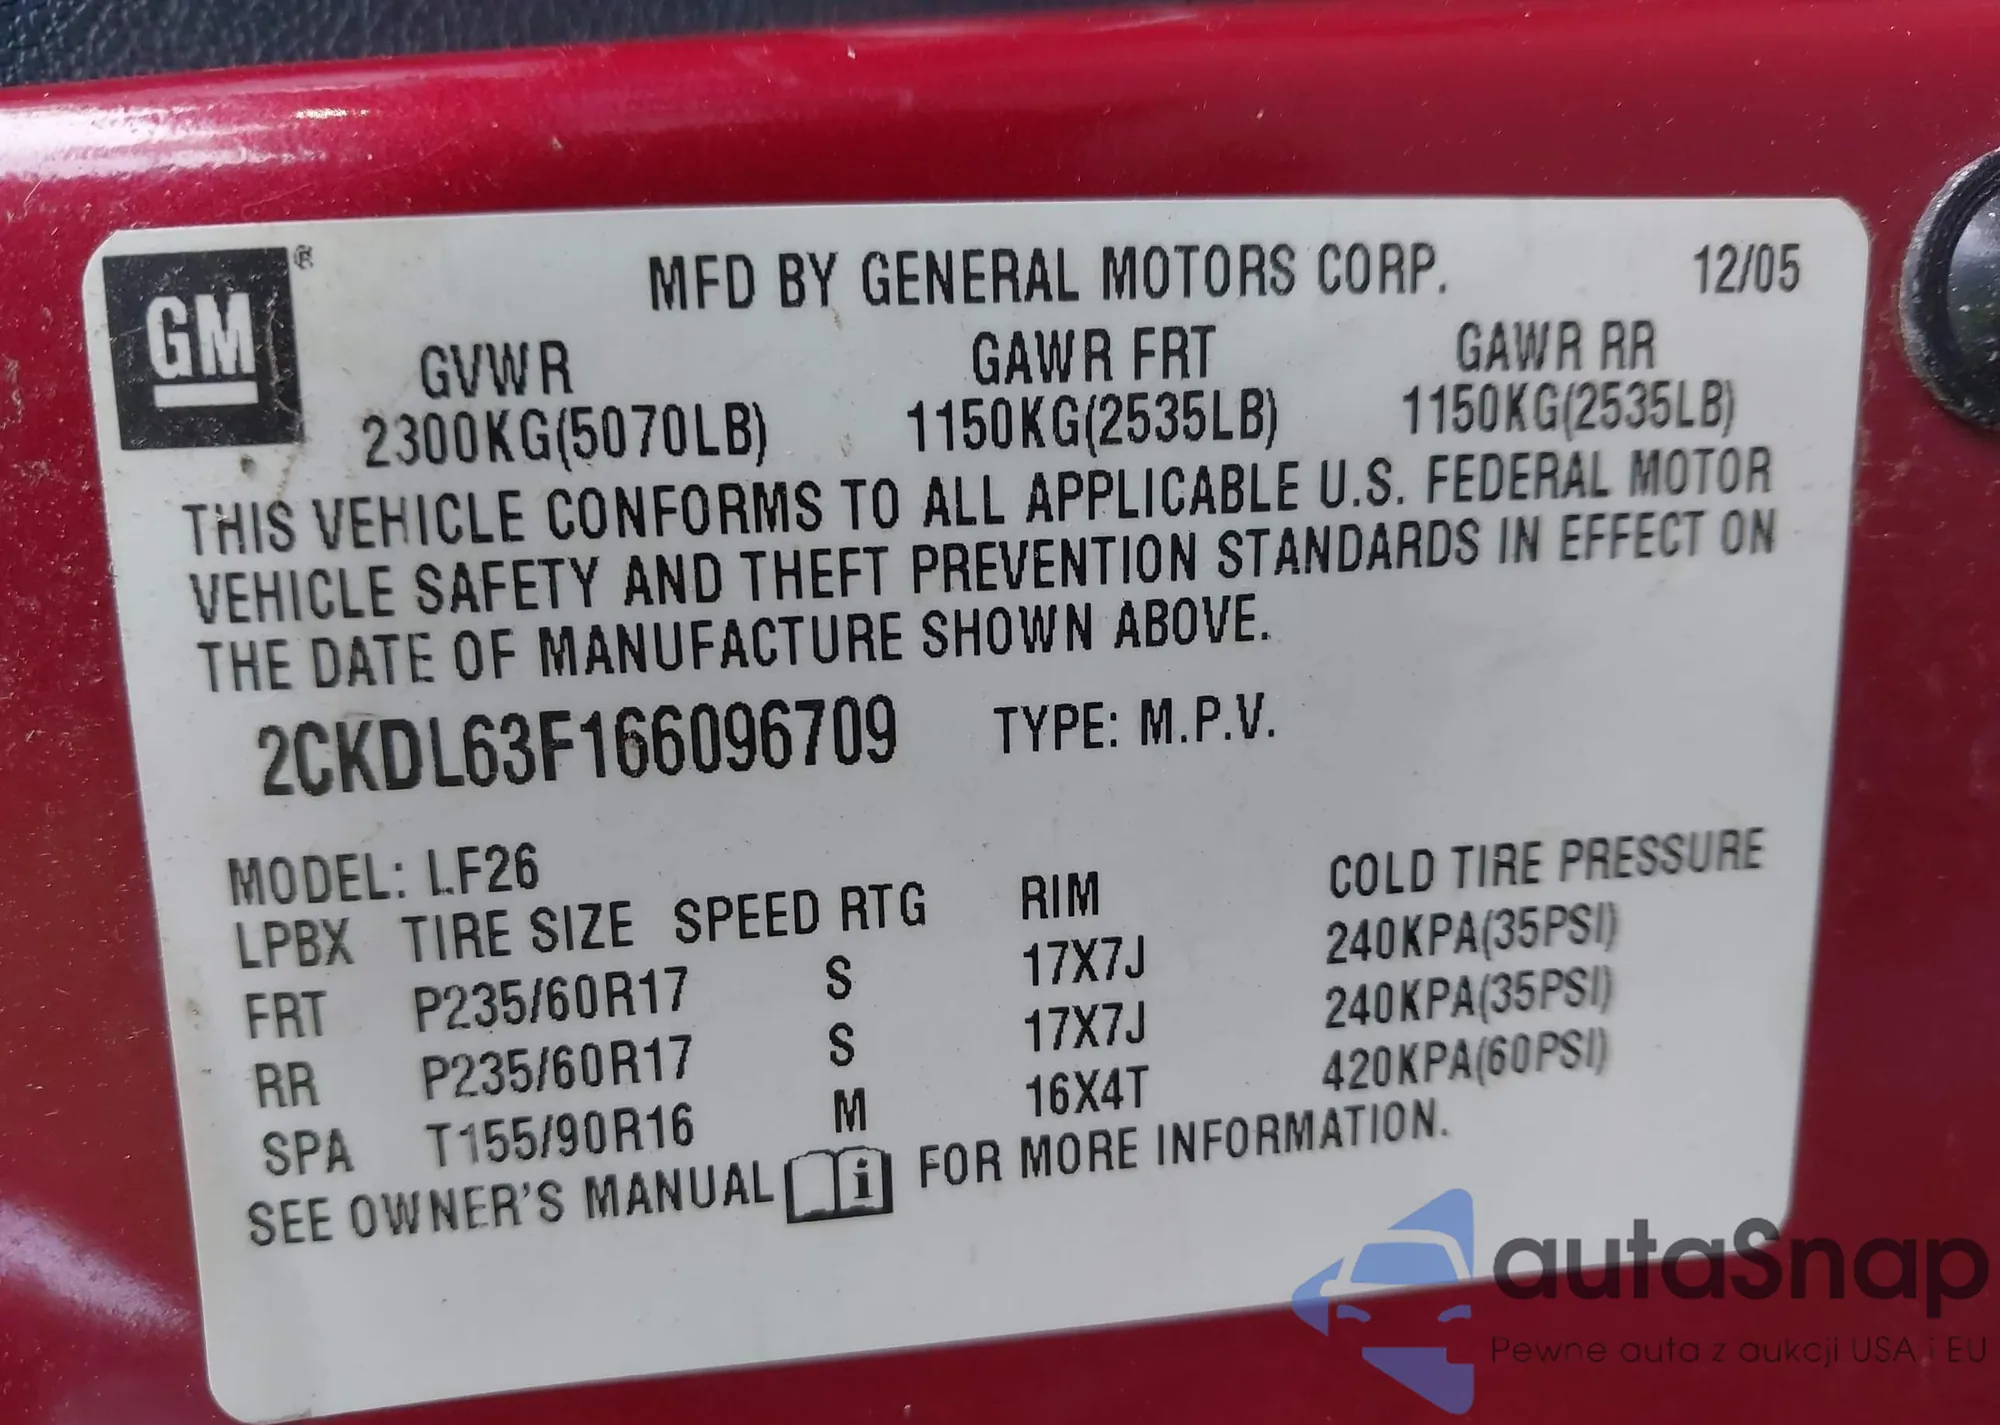 GM ® MFD BY GENERAL MOTORS CORP. 12/05
GVWR GAWR FRT GAWR RR
2300KG(5070LB) 1150KG(2535LB) 1150KG(2535LB)
THIS VEHICLE CONFORMS TO ALL APPLICABLE U.S. FEDERAL MOTOR
VEHICLE SAFETY AND THEFT PREVENTION STANDARDS IN EFFECT ON
THE DATE OF MANUFACTURE SHOWN ABOVE.
2CKDL63F166096709 TYPE: M.P.V.
MODEL: LF26
LPBX TIRE SIZE SPEED RTG RIM COLD TIRE PRESSURE
FRT P235/60R17 S 17X7J 240KPA(35PSI)
RR P235/60R17 S 17X7J 240KPA(35PSI)
SPA T155/90R16 M 16X4T 420KPA(60PSI)
SEE OWNER'S MANUAL i FOR MORE INFORMATION.
autaSnap
Pewne auta z aukcji USA i EU